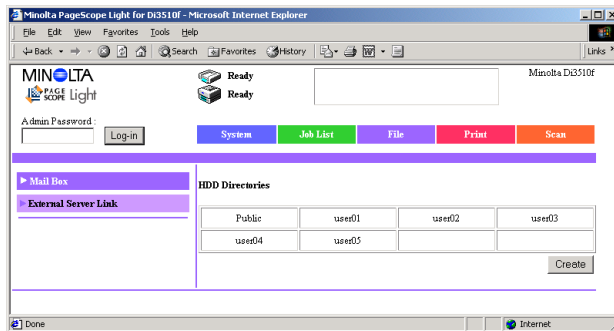 Minolta PageScope Light for Di3510f - Microsoft Internet Explorer
File Edit View Favorites Tools Help
Back Search Favorites History Links »
MINOLTA Ready Minolta Di3510f
PAGE SCOPE Light Ready
Admin Password :
Log-in System Job List File Print Scan
Mail Box HDD Directories
External Server Link
Public user01 user02 user03
user04 user05
Create
Done Internet